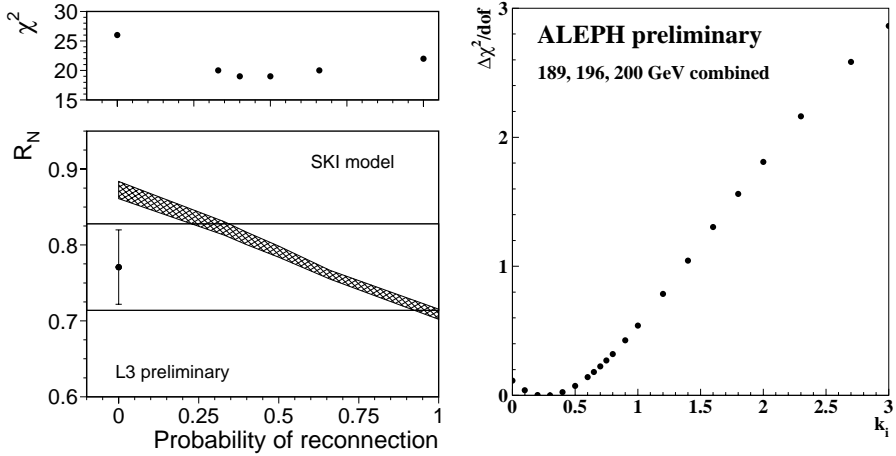 30
25
20
15
χ²
0.9
0.8
0.7
0.6
R_N
SKI model
L3 preliminary
0 0.25 0.5 0.75 1
Probability of reconnection
Δχ²/dof
3
2
1
0
ALEPH preliminary
189, 196, 200 GeV combined
0 0.5 1 1.5 2 2.5 3
k_i